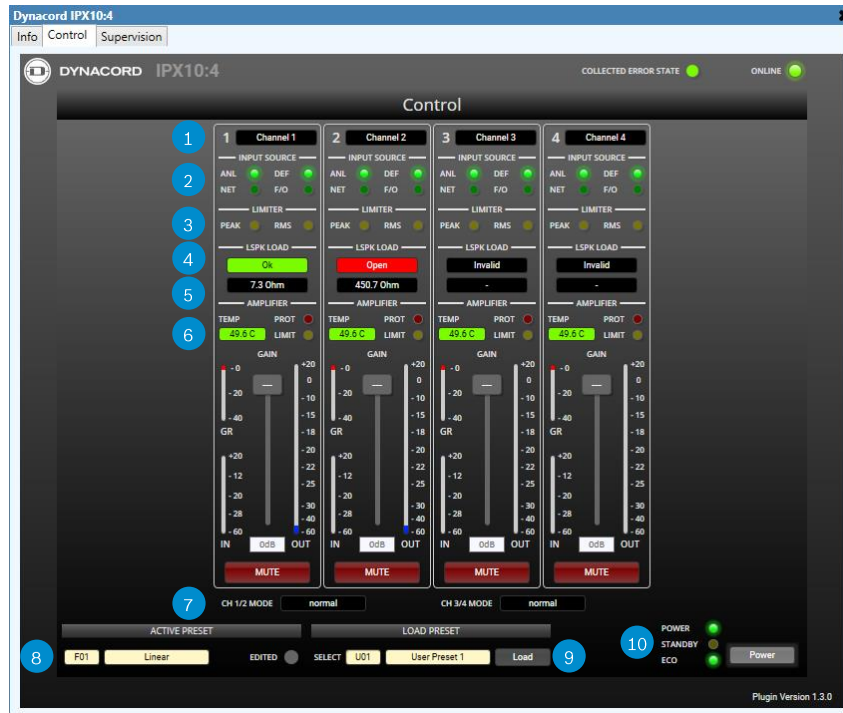 Dynacord IPX10:4
Info Control Supervision
DYNACORD IPX10:4 COLLECTED ERROR STATE ONLINE
Control
1 1 Channel 1 2 Channel 2 3 Channel 3 4 Channel 4
INPUT SOURCE INPUT SOURCE INPUT SOURCE INPUT SOURCE
2 ANL DEF ANL DEF ANL DEF ANL DEF
NET F/O NET F/O NET F/O NET F/O
LIMITER LIMITER LIMITER LIMITER
3 PEAK RMS PEAK RMS PEAK RMS PEAK RMS
LSPK LOAD LSPK LOAD LSPK LOAD LSPK LOAD
4 Ok Open Invalid Invalid
5 7.3 Ohm 450.7 Ohm - -
AMPLIFIER AMPLIFIER AMPLIFIER AMPLIFIER
TEMP PROT TEMP PROT TEMP PROT TEMP PROT
6 49.6 C LIMIT 49.6 C LIMIT 49.6 C LIMIT 49.6 C LIMIT
GAIN GAIN GAIN GAIN
+20 +20 +20 +20
- 0 - 0 - 0 - 0
0 0 0 0
- 20 - 20 - 20 - 20
- 10 - 10 - 10 - 10
- 40 - 15 - 40 - 15 - 40 - 15 - 40 - 15
GR - 18 GR - 18 GR - 18 GR - 18
+20 - 20 +20 - 20 +20 - 20 +20 - 20
- 22 - 22 - 22 - 22
- 12 - 12 - 12 - 12
- 25 - 25 - 25 - 25
- 20 - 20 - 20 - 20
- 30 - 30 - 30 - 30
- 28 - 40 - 28 - 40 - 28 - 40 - 28 - 40
- 60 - 60 - 60 - 60 - 60 - 60 - 60 - 60
IN 0dB OUT IN 0dB OUT IN 0dB OUT IN 0dB OUT
MUTE MUTE MUTE MUTE
7 CH 1/2 MODE normal CH 3/4 MODE normal
ACTIVE PRESET LOAD PRESET
8 F01 Linear EDITED SELECT U01 User Preset 1 Load 9
10 POWER
STANDBY
ECO
Power
Plugin Version 1.3.0